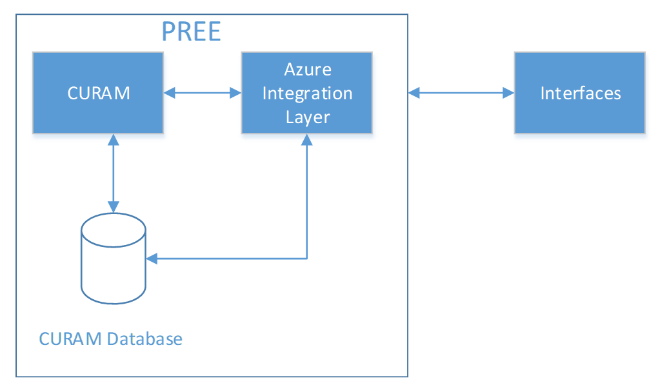 PREE
CURAM
Azure
Integration
Layer
Interfaces
CURAM Database